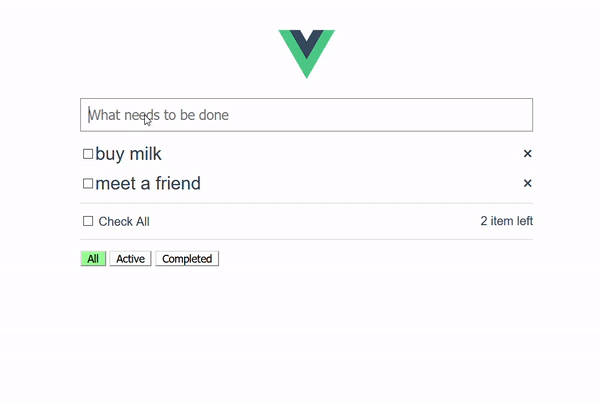 What needs to be done
buy milk ×
meet a friend ×
Check All 2 item left
All Active Completed